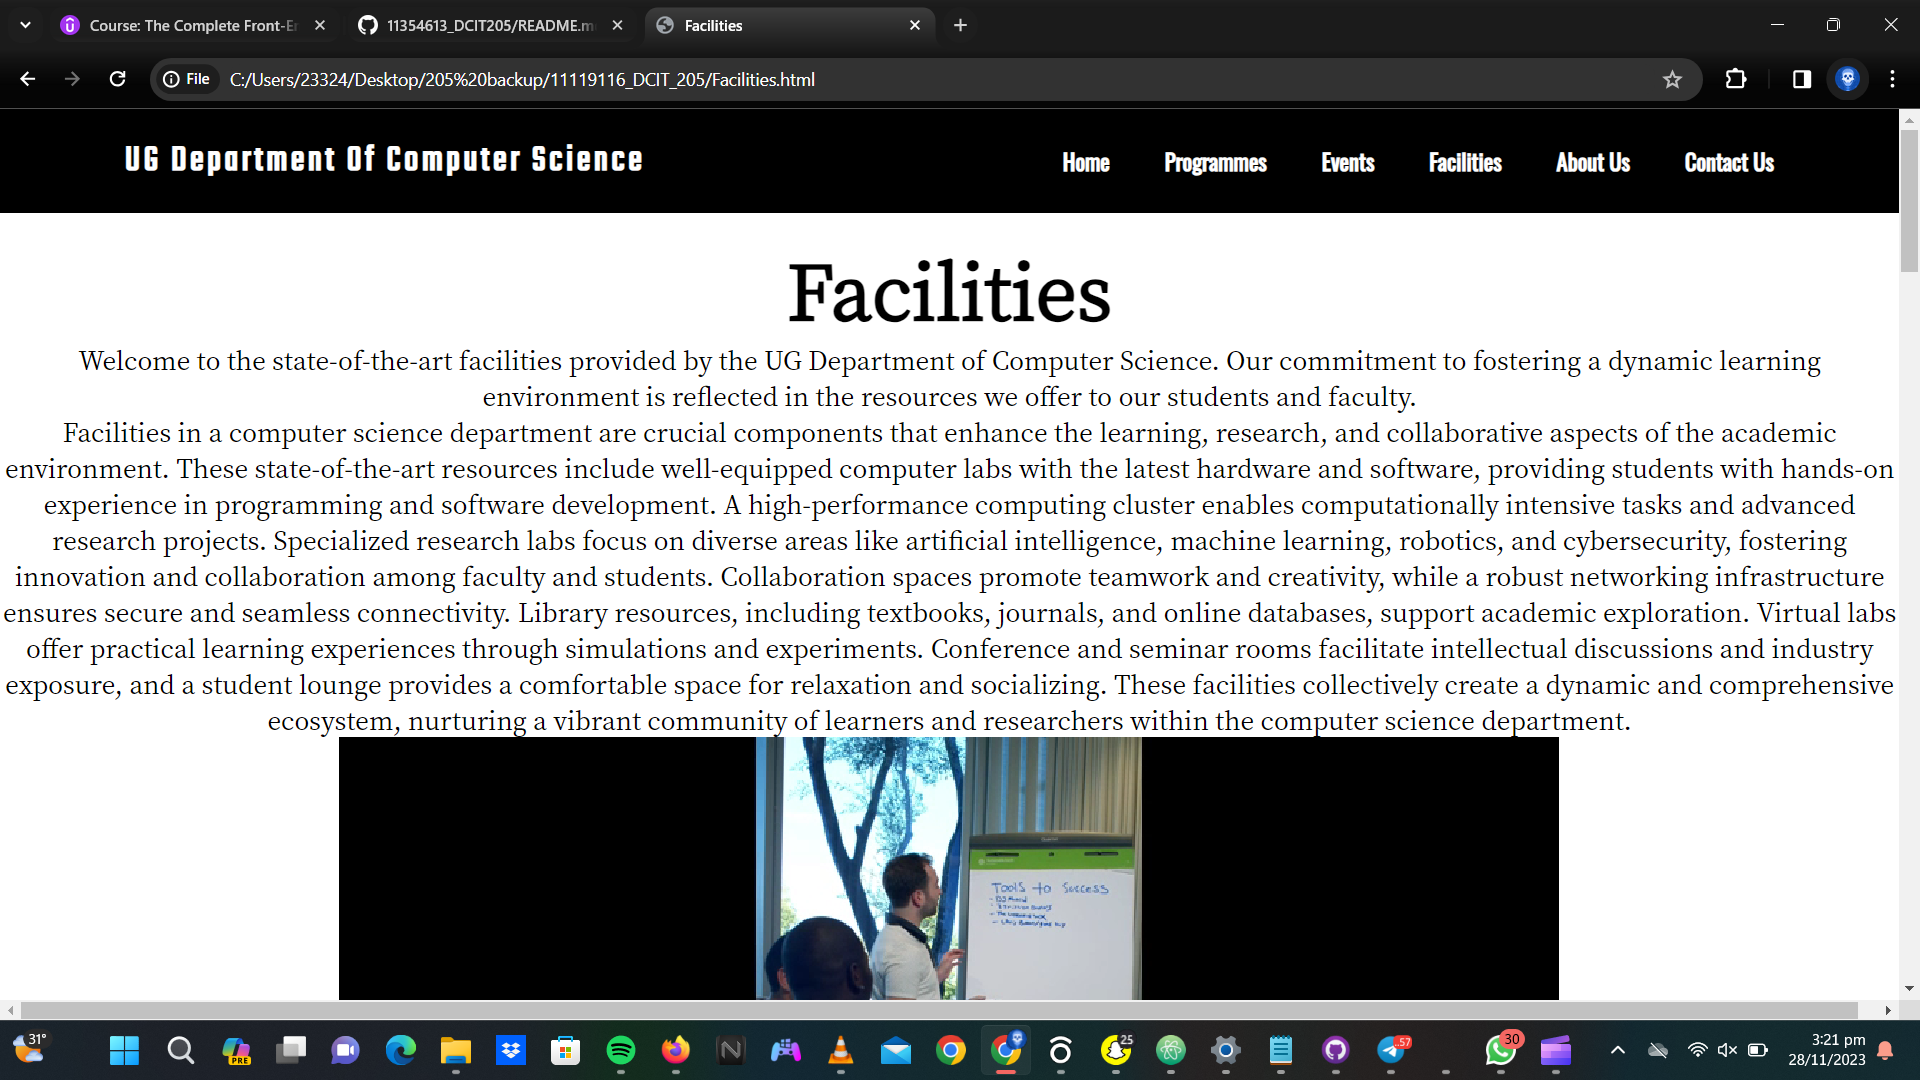 Course: The Complete Front-En
11354613_DCIT205/README.m
Facilities
File
C:/Users/23324/Desktop/205%20backup/11119116_DCIT_205/Facilities.html
UG Department Of Computer Science
Home
Programmes
Events
Facilities
About Us
Contact Us
Facilities
Welcome to the state-of-the-art facilities provided by the UG Department of Computer Science. Our commitment to fostering a dynamic learning
environment is reflected in the resources we offer to our students and faculty.
Facilities in a computer science department are crucial components that enhance the learning, research, and collaborative aspects of the academic
environment. These state-of-the-art resources include well-equipped computer labs with the latest hardware and software, providing students with hands-on
experience in programming and software development. A high-performance computing cluster enables computationally intensive tasks and advanced
research projects. Specialized research labs focus on diverse areas like artificial intelligence, machine learning, robotics, and cybersecurity, fostering
innovation and collaboration among faculty and students. Collaboration spaces promote teamwork and creativity, while a robust networking infrastructure
ensures secure and seamless connectivity. Library resources, including textbooks, journals, and online databases, support academic exploration. Virtual labs
offer practical learning experiences through simulations and experiments. Conference and seminar rooms facilitate intellectual discussions and industry
exposure, and a student lounge provides a comfortable space for relaxation and socializing. These facilities collectively create a dynamic and comprehensive
ecosystem, nurturing a vibrant community of learners and researchers within the computer science department.
Tools to Success
31°
PRE
25
57
30
3:21 pm
28/11/2023